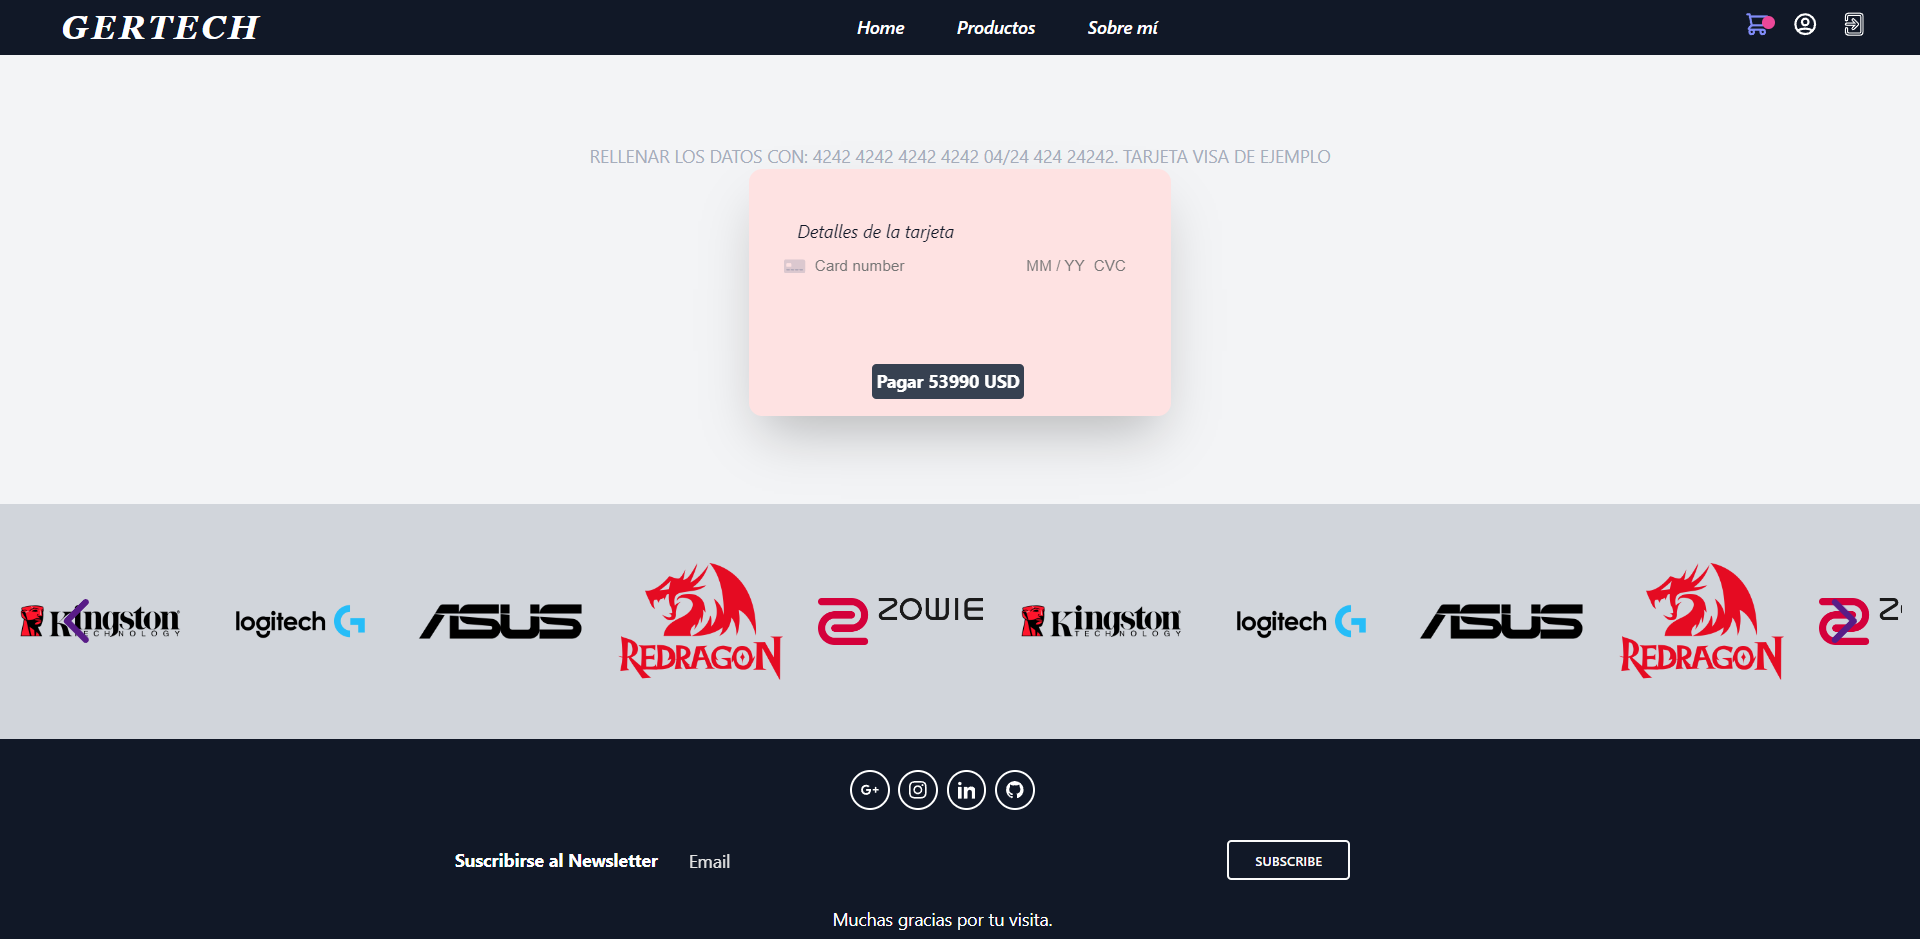 GERTECH
Home Productos Sobre mí
RELLENAR LOS DATOS CON: 4242 4242 4242 4242 04/24 424 24242. TARJETA VISA DE EJEMPLO
Detalles de la tarjeta
Card number MM / YY CVC
Pagar 53990 USD
Kingston TECHNOLOGY logitech G ASUS REDRAGON ZOWIE Kingston TECHNOLOGY logitech G ASUS REDRAGON Z
G+ in
Suscribirse al Newsletter Email SUBSCRIBE
Muchas gracias por tu visita.